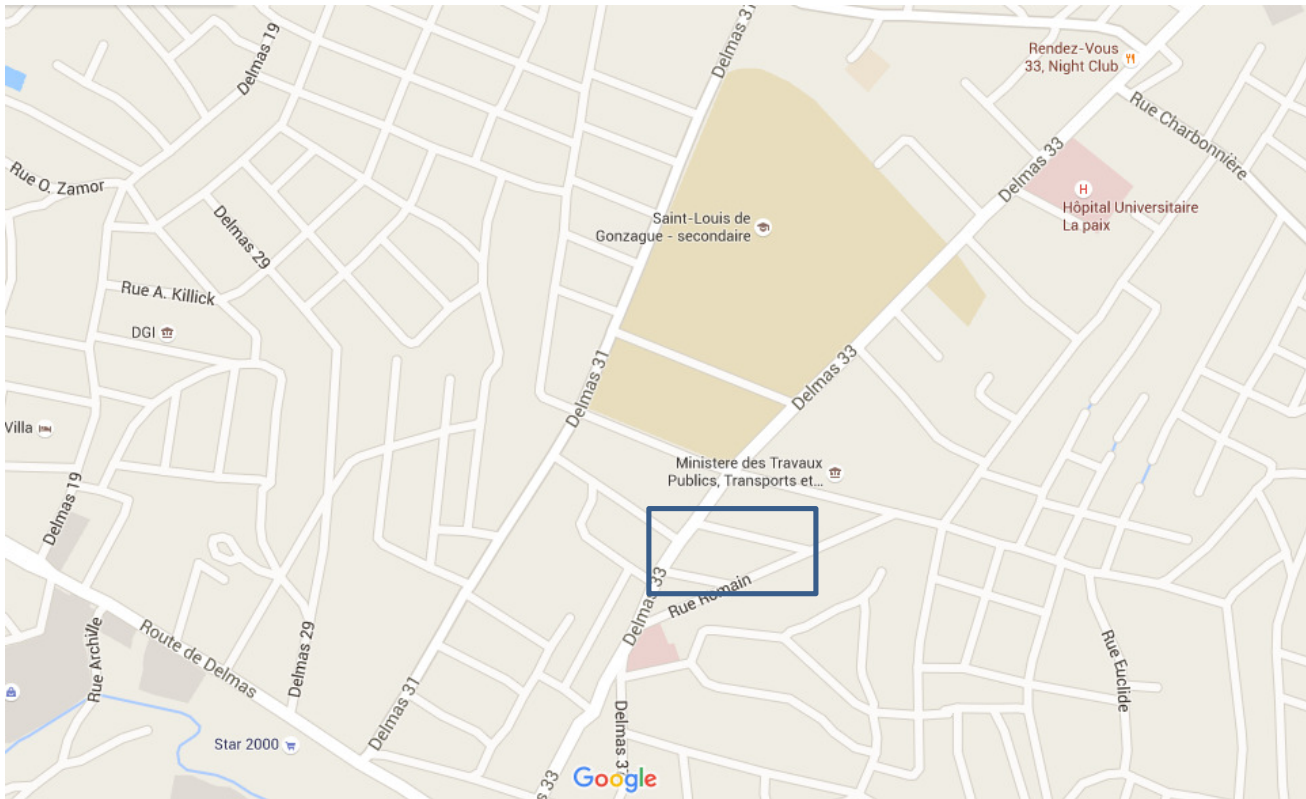 Delmas 19
Delmas 31
Rendez-Vous
33, Night Club
Rue Charbonnière
Rue O. Zamor
Delmas 33
Hôpital Universitaire
La paix
Saint-Louis de
Gonzague - secondaire
Delmas 29
Rue A. Killick
DGI
Delmas 31
Delmas 33
Villa
Ministere des Travaux
Publics, Transports et...
Delmas 19
Delmas 33
Rue Romain
Rue Archille
Route de Delmas
Delmas 29
Rue Euclide
Delmas 31
Star 2000
Delmas 33
Google